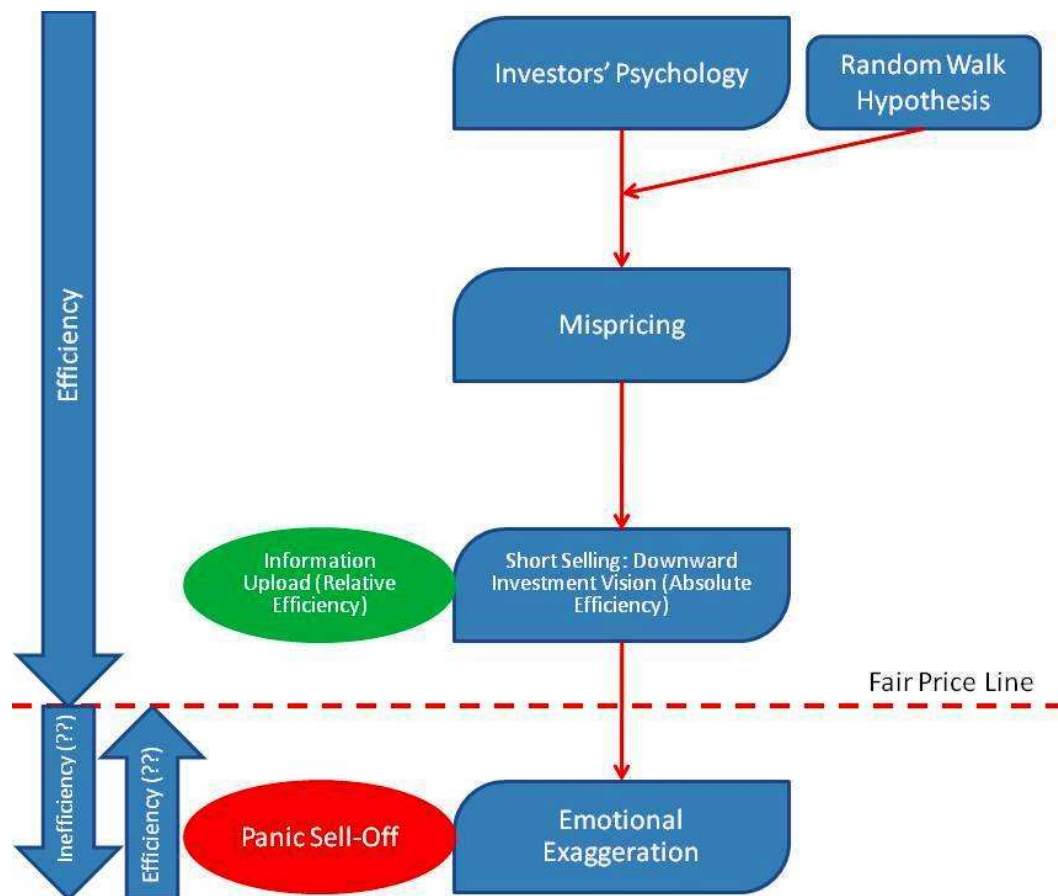 Investors’ Psychology
Random Walk
Hypothesis
Efficiency
Mispricing
Information
Upload (Relative
Efficiency)
Short Selling: Downward
Investment Vision (Absolute
Efficiency)
Fair Price Line
Inefficiency (??)
Efficiency (??)
Panic Sell-Off
Emotional
Exaggeration